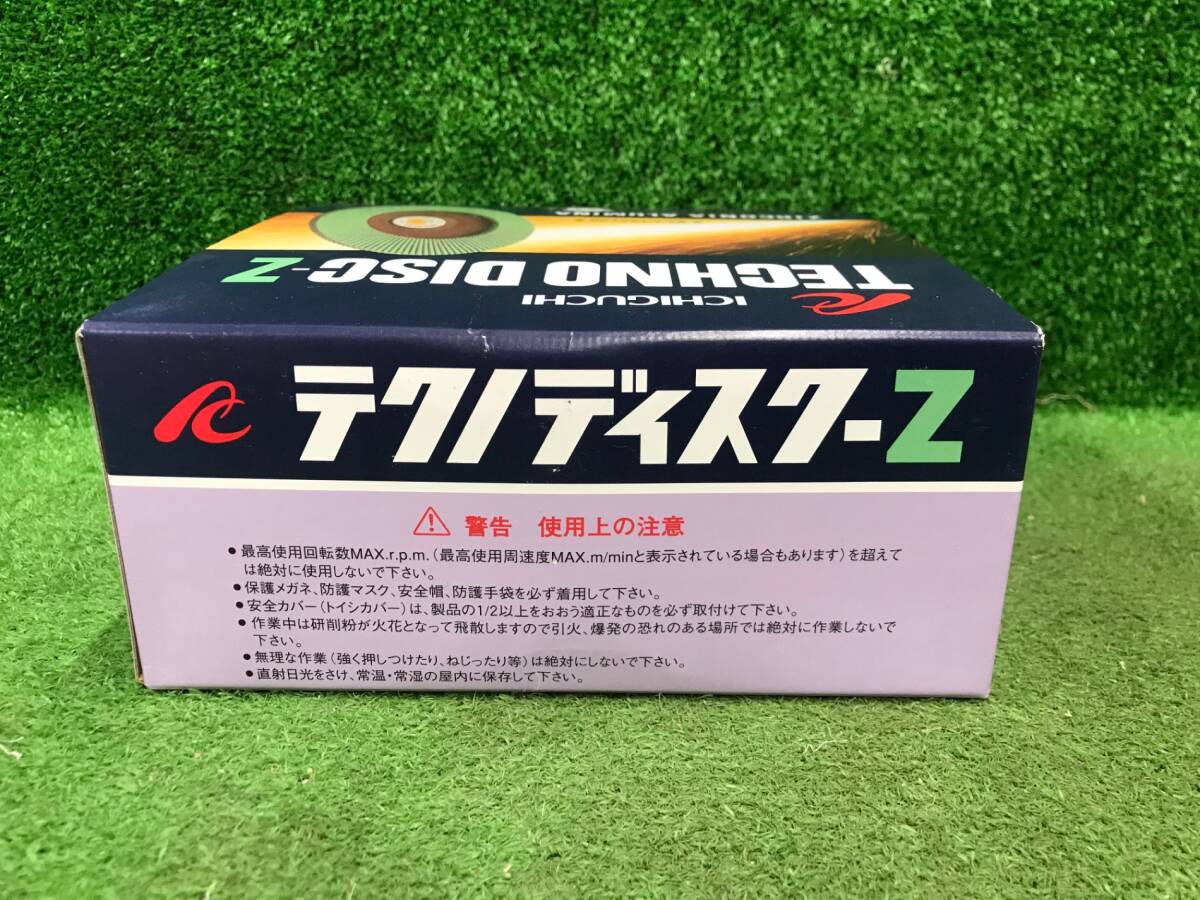 ZIRCONIA ALUMINA
TECHNO DISC-Z
ICHIGUCHI
テクノディスク-Z
警告 使用上の注意
●最高使用回転数MAX.r.p.m.（最高使用周速度MAX.m/minと表示されている場合もあります）を超えて
は絶対に使用しないで下さい。
●保護メガネ、防護マスク、安全帽、防護手袋を必ず着用して下さい。
●安全カバー（トイシカバー）は、製品の1/2以上をおおう適正なものを必ず取付けて下さい。
●作業中は研削粉が火花となって飛散しますので引火、爆発の恐れのある場所では絶対に作業しないで
下さい。
●無理な作業（強く押しつけたり、ねじったり等）は絶対にしないで下さい。
●直射日光をさけ、常温・常湿の屋内に保存して下さい。